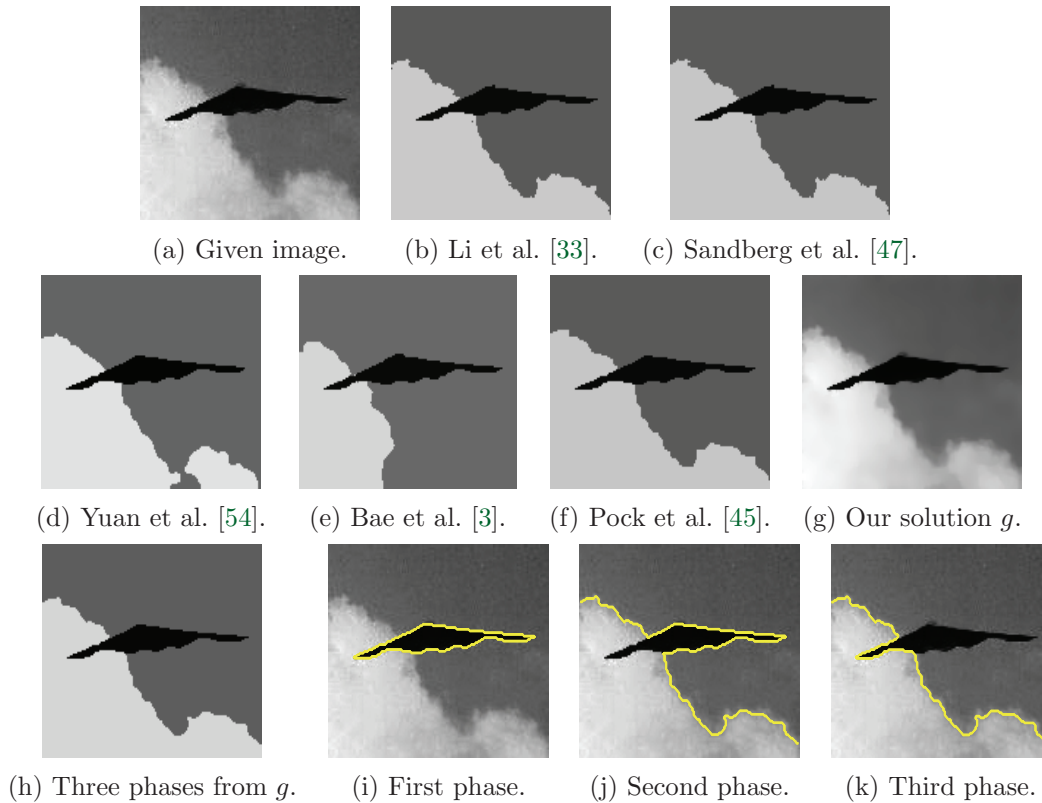 (a) Given image.
(b) Li et al. [33].
(c) Sandberg et al. [47].
(d) Yuan et al. [54].
(e) Bae et al. [3].
(f) Pock et al. [45].
(g) Our solution g.
(h) Three phases from g.
(i) First phase.
(j) Second phase.
(k) Third phase.